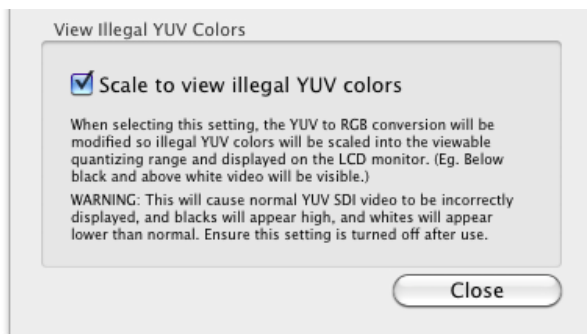 View Illegal YUV Colors
Scale to view illegal YUV colors
When selecting this setting, the YUV to RGB conversion will be
modified so illegal YUV colors will be scaled into the viewable
quantizing range and displayed on the LCD monitor. (Eg. Below
black and above white video will be visible.)
WARNING: This will cause normal YUV SDI video to be incorrectly
displayed, and blacks will appear high, and whites will appear
lower than normal. Ensure this setting is turned off after use.
Close